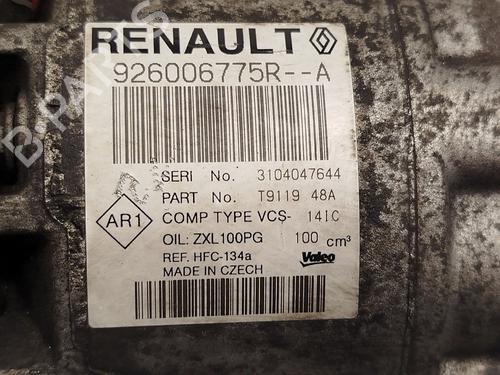 RENAULT
926006775R--A
SERI No. 3104047644
PART No. T9119 48A
COMP TYPE VCS- 14IC
OIL: ZXL100PG 100 cm³
REF. HFC-134a
MADE IN CZECH
AR1
Valeo
B-PARTS